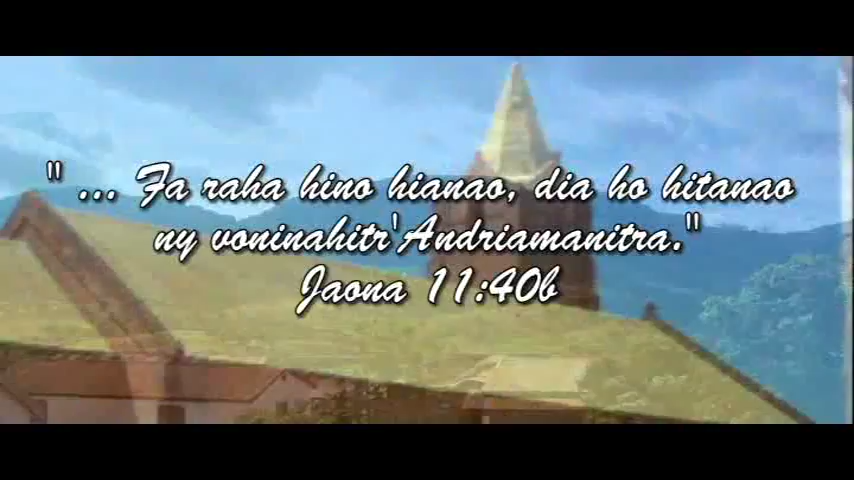 " ... Fa raha hino hianao, dia ho hitanao
ny voninahitr'Andriamanitra."
Jaona 11:40b